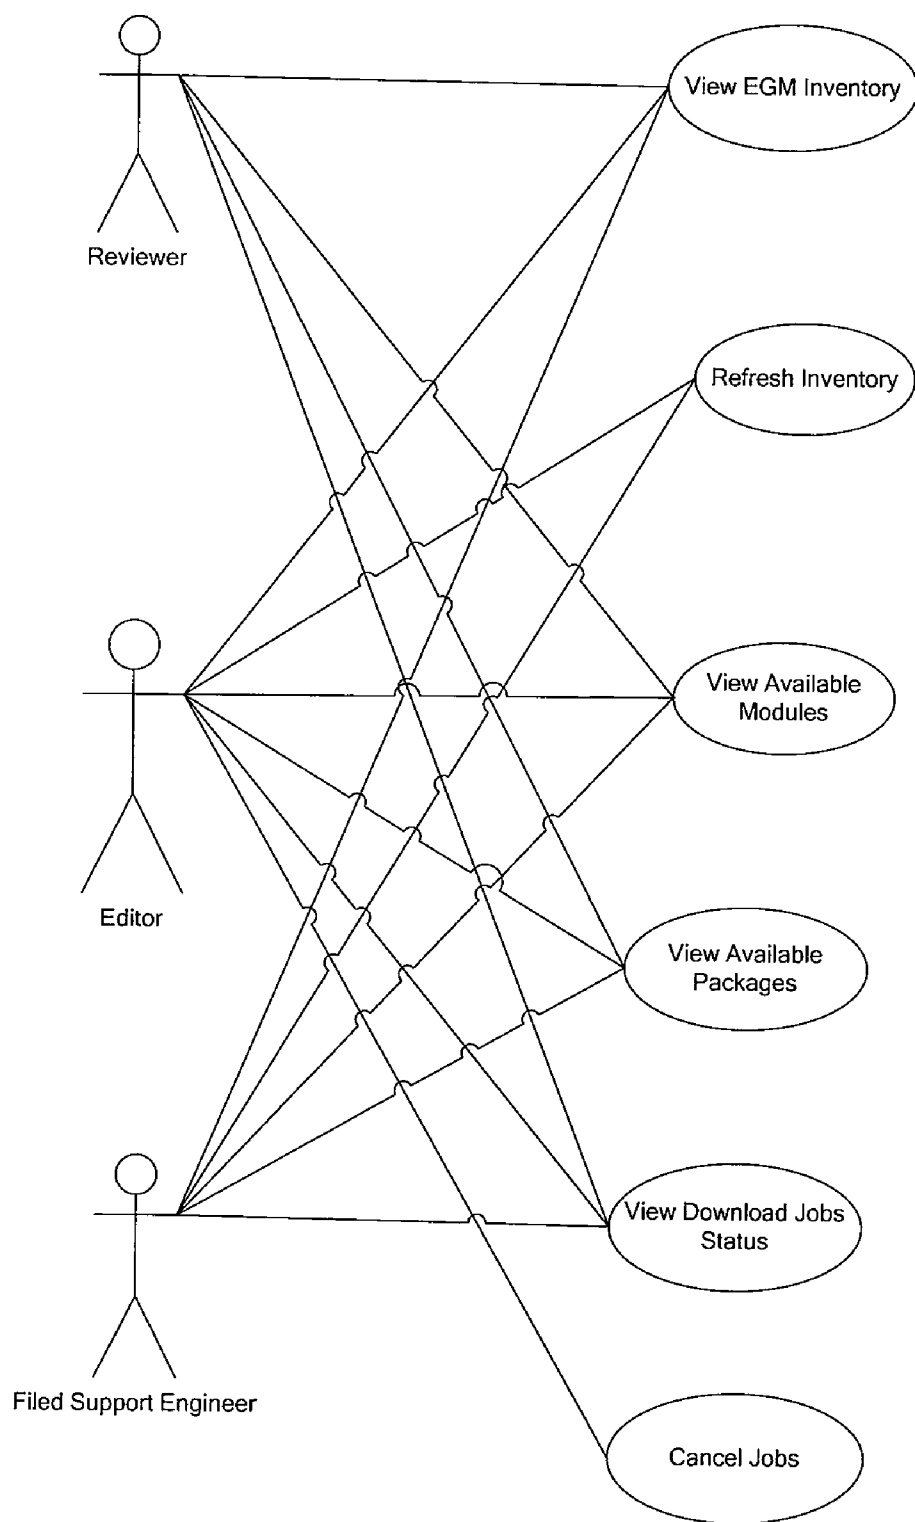 View EGM Inventory
Reviewer
Refresh Inventory
View Available
Modules
Editor
View Available
Packages
View Download Jobs
Status
Filed Support Engineer
Cancel Jobs